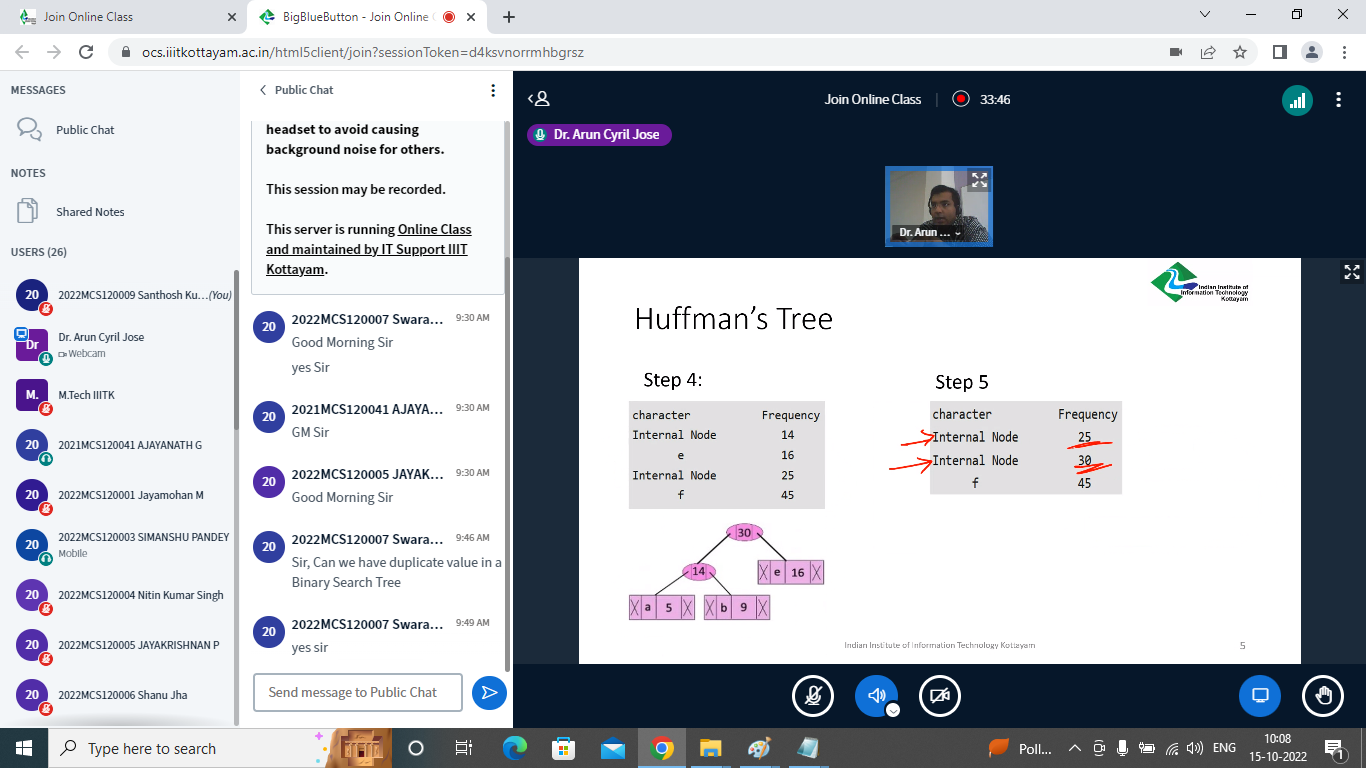 Join Online Class
BigBlueButton - Join Online
ocs.iiitkottayam.ac.in/html5client/join?sessionToken=d4ksvnorrmhbgrsz
MESSAGES
Public Chat
NOTES
Shared Notes
USERS (26)
20 2022MCS120009 Santhosh Ku...(You)
Dr Dr. Arun Cyril Jose
Webcam
M. M.Tech IIITK
20 2021MCS120041 AJAYANATH G
20 2022MCS120001 Jayamohan M
20 2022MCS120003 SIMANSHU PANDEY
Mobile
20 2022MCS120004 Nitin Kumar Singh
20 2022MCS120005 JAYAKRISHNAN P
20 2022MCS120006 Shanu Jha
Public Chat
headset to avoid causing
background noise for others.
This session may be recorded.
This server is running Online Class
and maintained by IT Support IIIT
Kottayam.
20 2022MCS120007 Swara... 9:30 AM
Good Morning Sir
yes Sir
20 2021MCS120041 AJAYA... 9:30 AM
GM Sir
20 2022MCS120005 JAYAK... 9:30 AM
Good Morning Sir
20 2022MCS120007 Swara... 9:46 AM
Sir, Can we have duplicate value in a
Binary Search Tree
20 2022MCS120007 Swara... 9:49 AM
yes sir
Send message to Public Chat
Join Online Class 33:46
Dr. Arun Cyril Jose
Dr. Arun ...
Indian Institute of
Information Technology
Kottayam
Huffman's Tree
Step 4:
character Frequency
Internal Node 14
e 16
Internal Node 25
f 45
30
14
e 16
a 5
b 9
Step 5
character Frequency
Internal Node 25
Internal Node 30
f 45
Indian Institute of Information Technology Kottayam 5
Type here to search
Poll...
ENG
10:08
15-10-2022
1